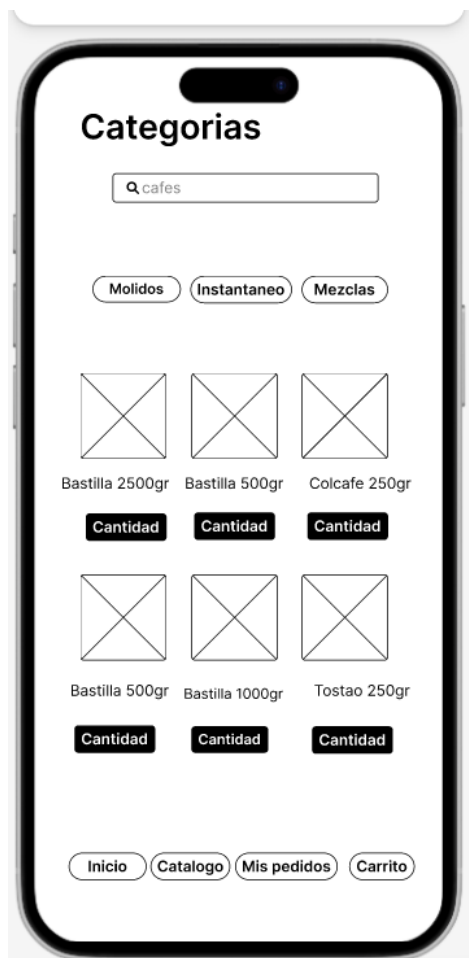 Categorias
cafes
Molidos Instantaneo Mezclas
Bastilla 2500gr Bastilla 500gr Colcafe 250gr
Cantidad Cantidad Cantidad
Bastilla 500gr Bastilla 1000gr Tostao 250gr
Cantidad Cantidad Cantidad
Inicio Catalogo Mis pedidos Carrito